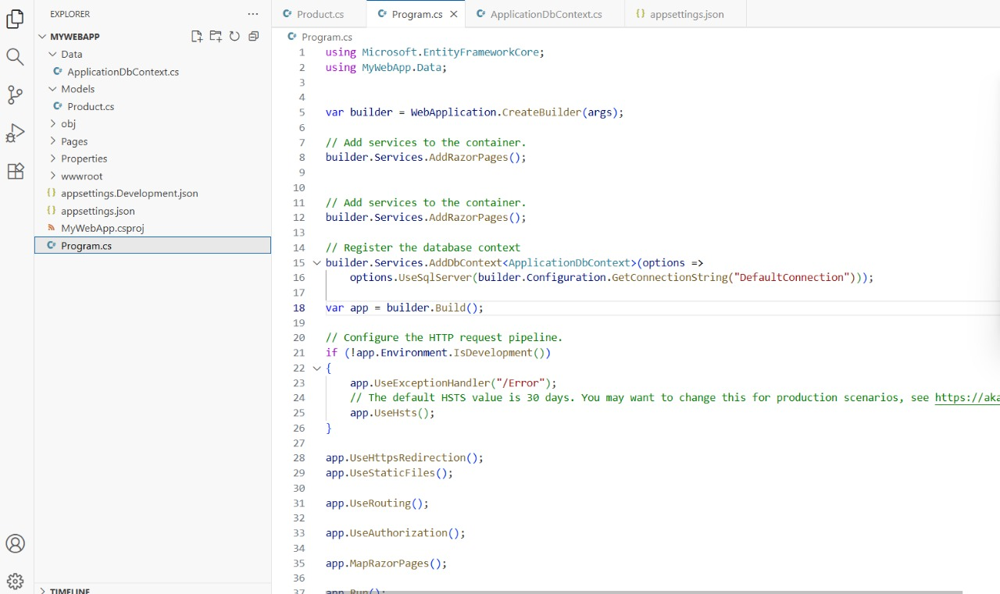 EXPLORER
MYWEBAPP
Data
ApplicationDbContext.cs
Models
Product.cs
obj
Pages
Properties
wwwroot
appsettings.Development.json
appsettings.json
MyWebApp.csproj
Program.cs
TIMELINE
Product.cs
Program.cs
ApplicationDbContext.cs
appsettings.json
Program.cs
1 using Microsoft.EntityFrameworkCore;
2 using MyWebApp.Data;
3
4
5 var builder = WebApplication.CreateBuilder(args);
6
7 // Add services to the container.
8 builder.Services.AddRazorPages();
9
10
11 // Add services to the container.
12 builder.Services.AddRazorPages();
13
14 // Register the database context
15 builder.Services.AddDbContext<ApplicationDbContext>(options =>
16 options.UseSqlServer(builder.Configuration.GetConnectionString("DefaultConnection")));
17
18 var app = builder.Build();
19
20 // Configure the HTTP request pipeline.
21 if (!app.Environment.IsDevelopment())
22 {
23 app.UseExceptionHandler("/Error");
24 // The default HSTS value is 30 days. You may want to change this for production scenarios, see https://aka
25 app.UseHsts();
26 }
27
28 app.UseHttpsRedirection();
29 app.UseStaticFiles();
30
31 app.UseRouting();
32
33 app.UseAuthorization();
34
35 app.MapRazorPages();
36
37 app.Run();